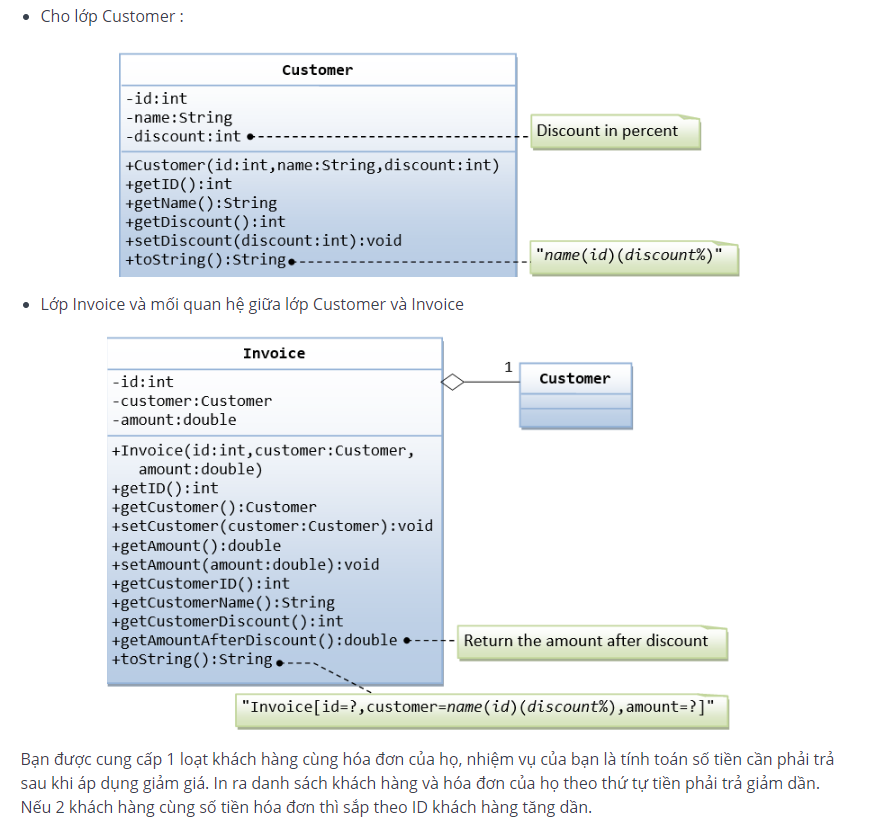 Cho lớp Customer :
Customer
-id:int
-name:String
-discount:int
Discount in percent
+Customer(id:int,name:String,discount:int)
+getID():int
+getName():String
+getDiscount():int
+setDiscount(discount:int):void
+toString():String
"name(id)(discount%)"
Lớp Invoice và mối quan hệ giữa lớp Customer và Invoice
Invoice
1
Customer
-id:int
-customer:Customer
-amount:double
+Invoice(id:int,customer:Customer,
amount:double)
+getID():int
+getCustomer():Customer
+setCustomer(customer:Customer):void
+getAmount():double
+setAmount(amount:double):void
+getCustomerID():int
+getCustomerName():String
+getCustomerDiscount():int
+getAmountAfterDiscount():double
Return the amount after discount
+toString():String
"Invoice[id=?,customer=name(id)(discount%),amount=?]"
Bạn được cung cấp 1 loạt khách hàng cùng hóa đơn của họ, nhiệm vụ của bạn là tính toán số tiền cần phải trả
sau khi áp dụng giảm giá. In ra danh sách khách hàng và hóa đơn của họ theo thứ tự tiền phải trả giảm dần.
Nếu 2 khách hàng cùng số tiền hóa đơn thì sắp theo ID khách hàng tăng dần.